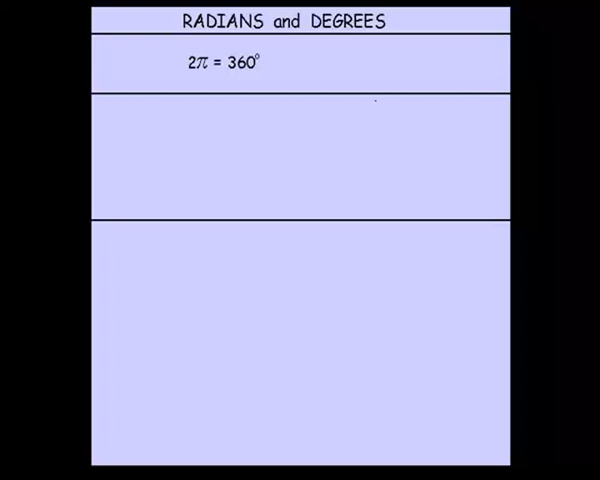 RADIANS and DEGREES
2π = 360°